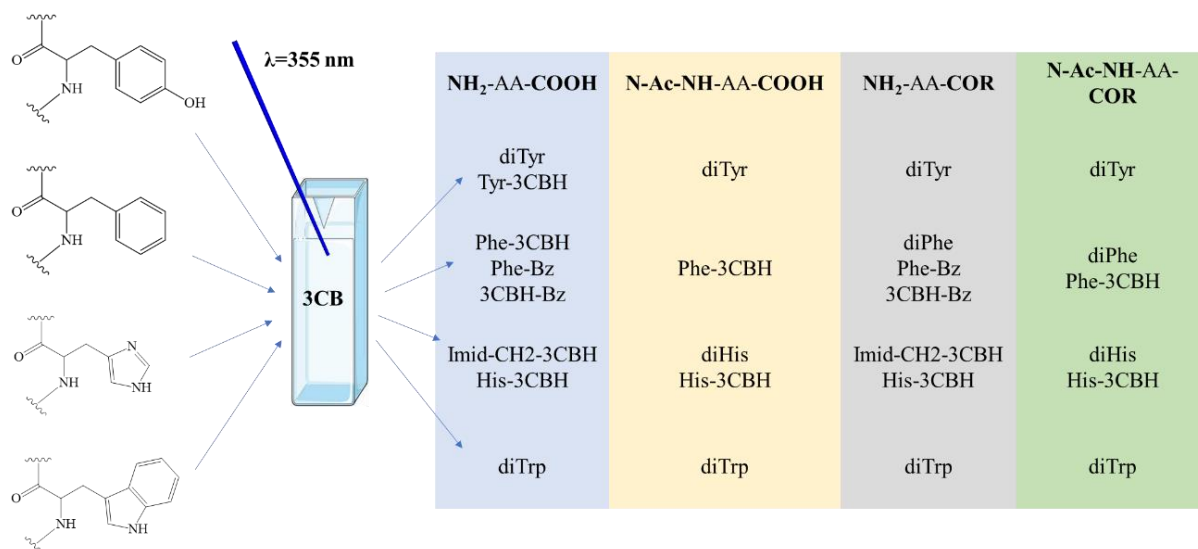 O
NH
OH
O
NH
O
NH
N
NH
O
NH
N
H
λ=355 nm
3CB
NH₂-AA-COOH
diTyr
Tyr-3CBH
Phe-3CBH
Phe-Bz
3CBH-Bz
Imid-CH2-3CBH
His-3CBH
diTrp
N-Ac-NH-AA-COOH
diTyr
Phe-3CBH
diHis
His-3CBH
diTrp
NH₂-AA-COR
diTyr
diPhe
Phe-Bz
3CBH-Bz
Imid-CH2-3CBH
His-3CBH
diTrp
N-Ac-NH-AA-
COR
diTyr
diPhe
Phe-3CBH
diHis
His-3CBH
diTrp